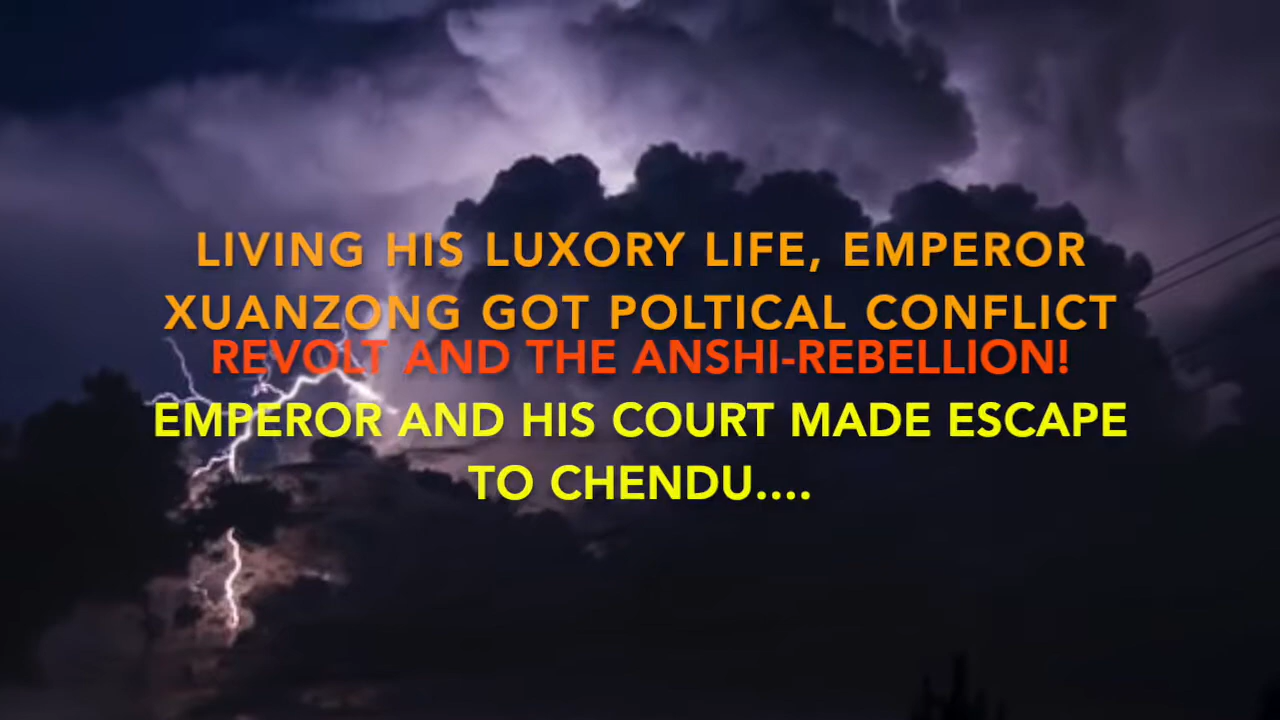 LIVING HIS LUXORY LIFE, EMPEROR
XUANZONG GOT POLTICAL CONFLICT
REVOLT AND THE ANSHI-REBELLION!
EMPEROR AND HIS COURT MADE ESCAPE
TO CHENDU....